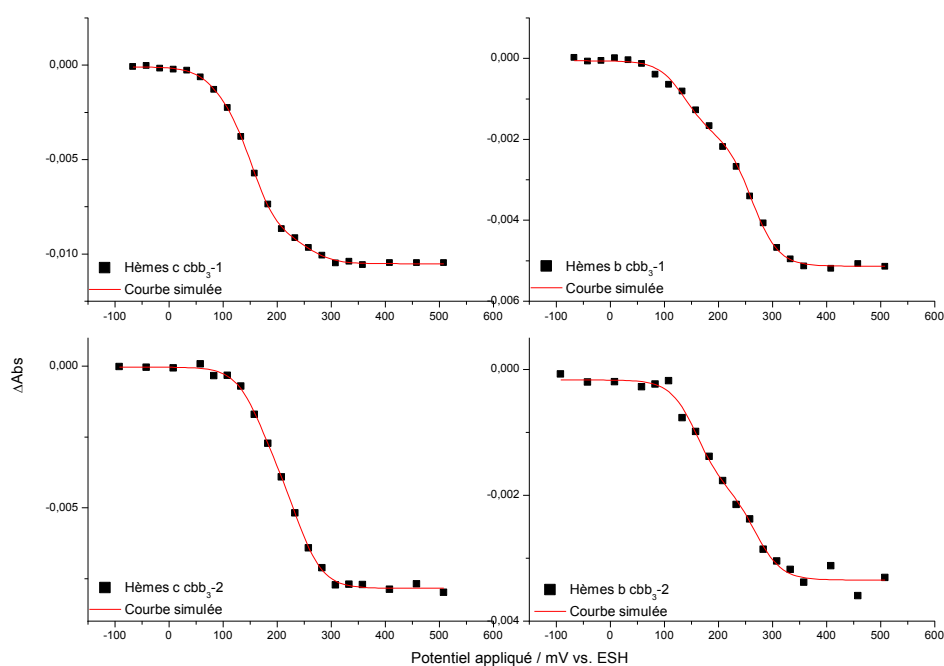 0,000
-0,005
-0,010
Hèmes c cbb3-1
Courbe simulée
-100 0 100 200 300 400 500 600
0,000
-0,002
-0,004
-0,006
Hèmes b cbb3-1
Courbe simulée
-100 0 100 200 300 400 500 600
ΔAbs
0,000
-0,005
Hèmes c cbb3-2
Courbe simulée
-100 0 100 200 300 400 500 600
0,000
-0,002
-0,004
Hèmes b cbb3-2
Courbe simulée
-100 0 100 200 300 400 500 600
Potentiel appliqué / mV vs. ESH